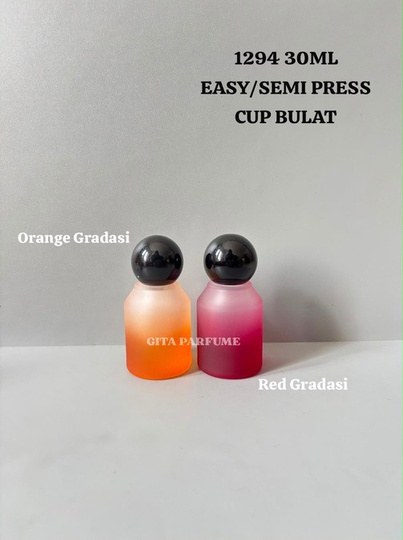 1294 30ML
EASY/SEMI PRESS
CUP BULAT
Orange Gradasi
GITA PARFUME
Red Gradasi